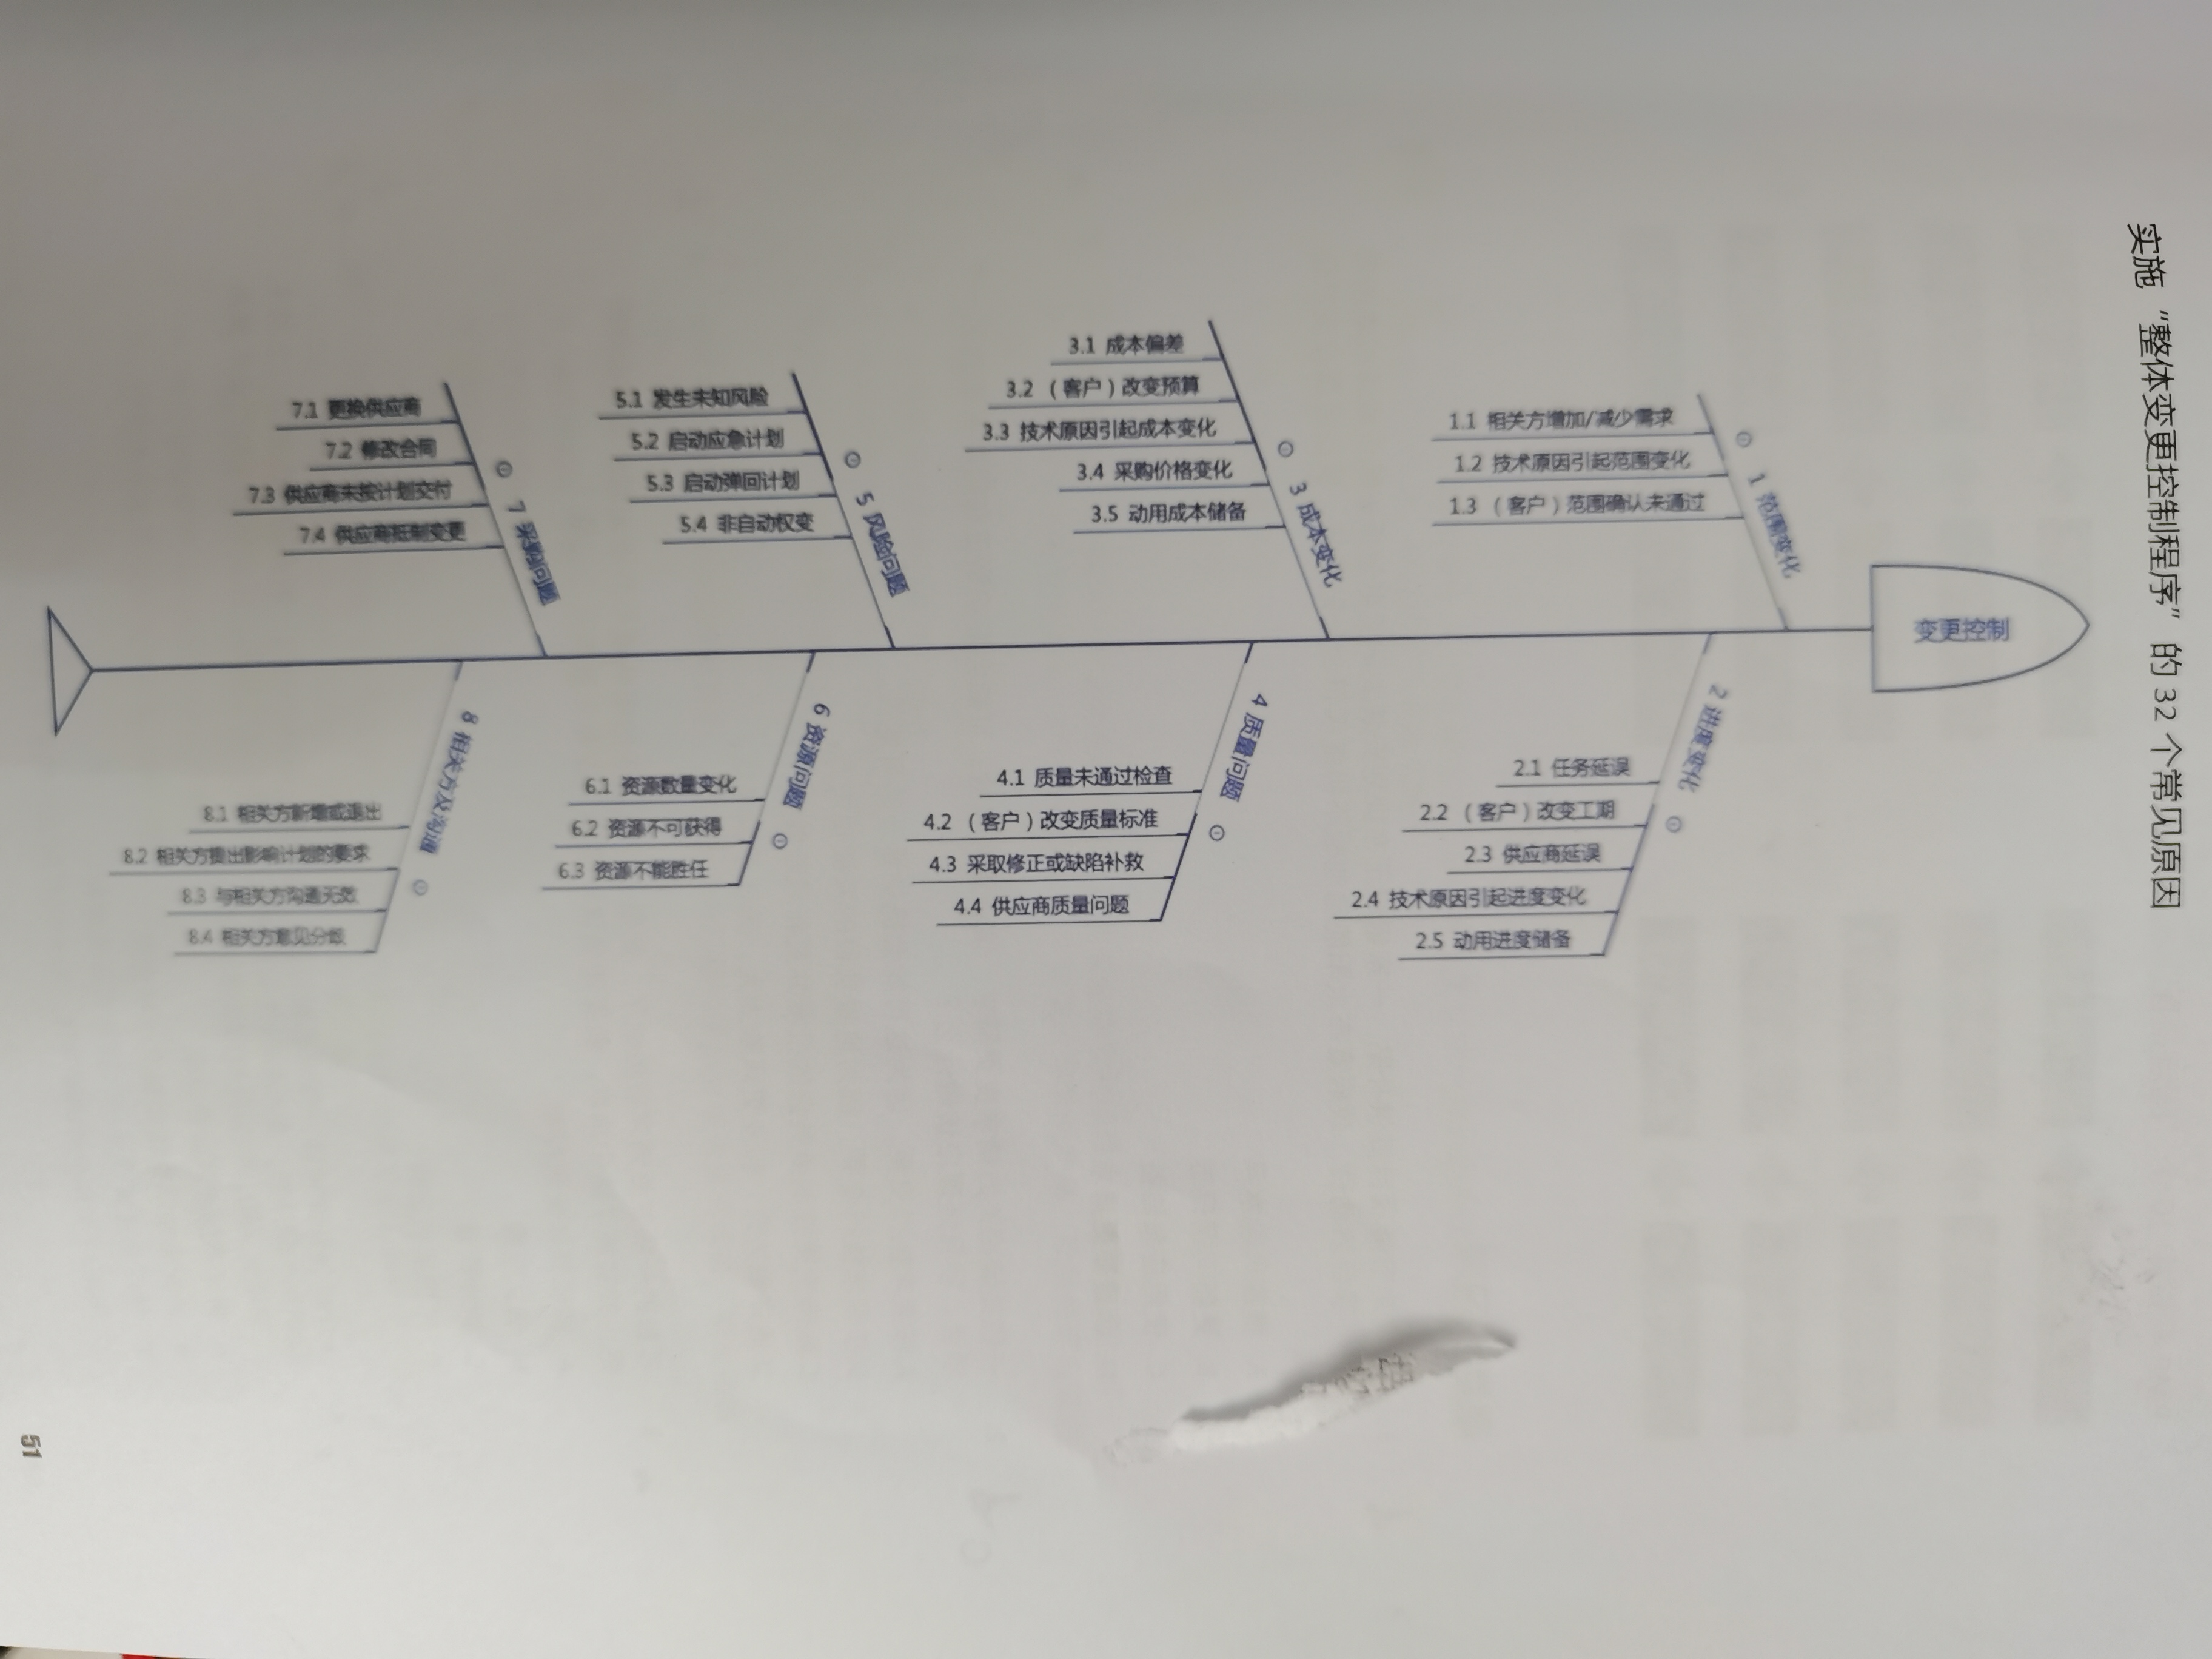 实施“整体变更控制程序”的 32 个常见原因
变更控制
1 范围变化
1.1 相关方增加/减少需求
1.2 技术原因引起范围变化
1.3 （客户）范围确认未通过
2 进度变化
2.1 任务延误
2.2 （客户）改变工期
2.3 供应商延误
2.4 技术原因引起进度变化
2.5 动用进度储备
3 成本变化
3.1 成本偏差
3.2 （客户）改变预算
3.3 技术原因引起成本变化
3.4 采购价格变化
3.5 动用成本储备
4 质量问题
4.1 质量未通过检查
4.2 （客户）改变质量标准
4.3 采取修正或缺陷补救
4.4 供应商质量问题
5 风险问题
5.1 发生未知风险
5.2 启动应急计划
5.3 启动弹回计划
5.4 非自动权变
6 资源问题
6.1 资源数量变化
6.2 资源不可获得
6.3 资源不能胜任
7 采购问题
7.1 更换供应商
7.2 修改合同
7.3 供应商未按计划交付
7.4 供应商抵制变更
8 相关方及沟通
8.1 相关方新增或退出
8.2 相关方提出影响计划的要求
8.3 与相关方沟通无效
8.4 相关方意见分歧
51